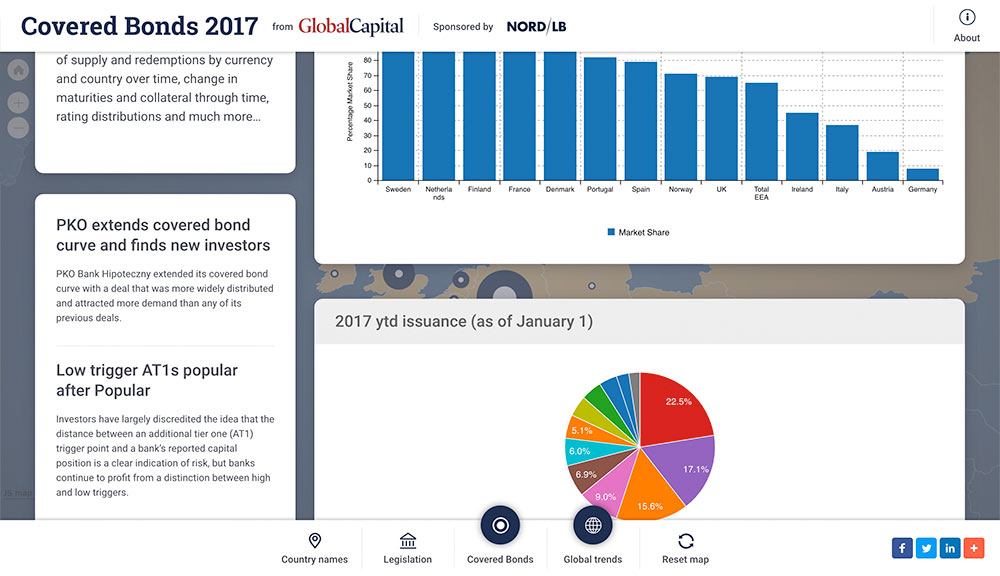 Covered Bonds 2017
from GlobalCapital
Sponsored by NORD/LB
About
of supply and redemptions by currency
and country over time, change in
maturities and collateral through time,
rating distributions and much more...
PKO extends covered bond
curve and finds new investors
PKO Bank Hipoteczny extended its covered bond
curve with a deal that was more widely distributed
and attracted more demand than any of its
previous deals.
Low trigger AT1s popular
after Popular
Investors have largely discredited the idea that the
distance between an additional tier one (AT1)
trigger point and a bank's reported capital
position is a clear indication of risk, but banks
continue to profit from a distinction between high
and low triggers.
JS map
Percentage Market Share
80
70
60
50
40
30
20
10
0
Sweden
Netherla
nds
Finland
France
Denmark
Portugal
Spain
Norway
UK
Total
EEA
Ireland
Italy
Austria
Germany
Market Share
2017 ytd issuance (as of January 1)
22.5%
17.1%
15.6%
9.0%
6.9%
6.0%
5.1%
Country names
Legislation
Covered Bonds
Global trends
Reset map